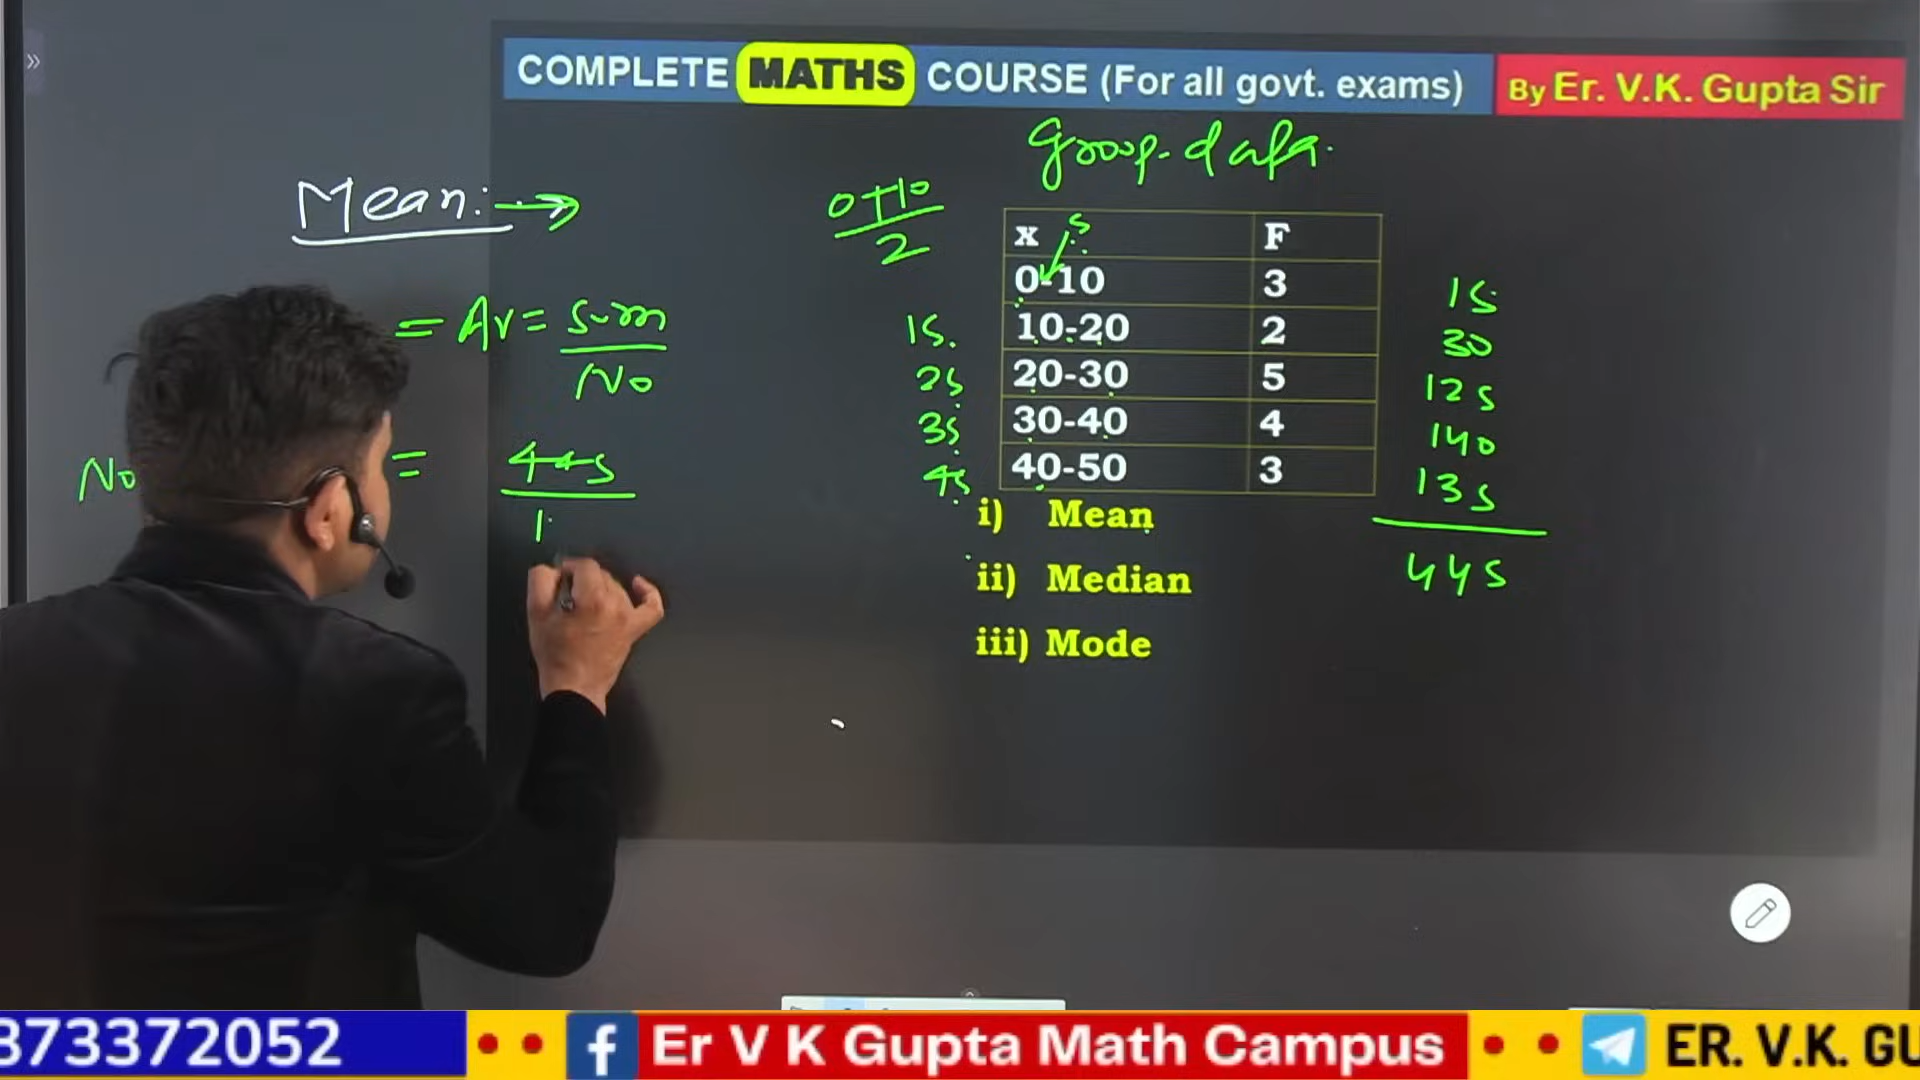 COMPLETE MATHS COURSE (For all govt. exams) By Er. V.K. Gupta Sir
Group data.
Mean:
0+10
2
5
x F
0-10 3 15
15. 10-20 2 30
25 20-30 5 125
35 30-40 4 140
45 40-50 3 135
= Av = Sum
No
No = 445
1
i) Mean
ii) Median 445
iii) Mode
373372052 Er V K Gupta Math Campus ER. V.K. GU